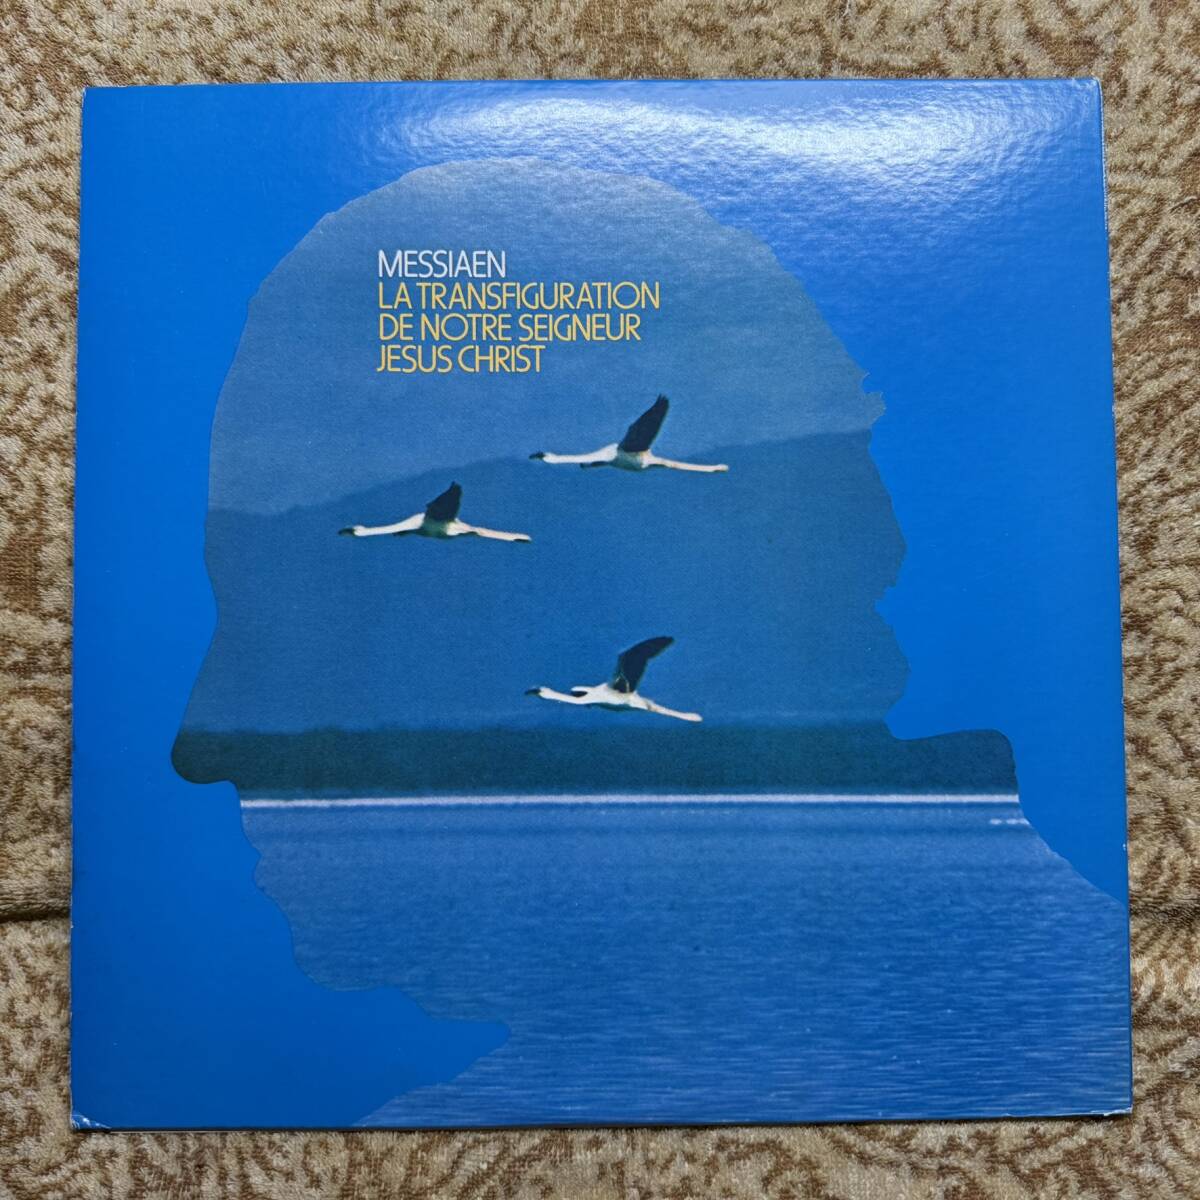 MESSIAEN
LA TRANSFIGURATION
DE NOTRE SEIGNEUR
JESUS CHRIST